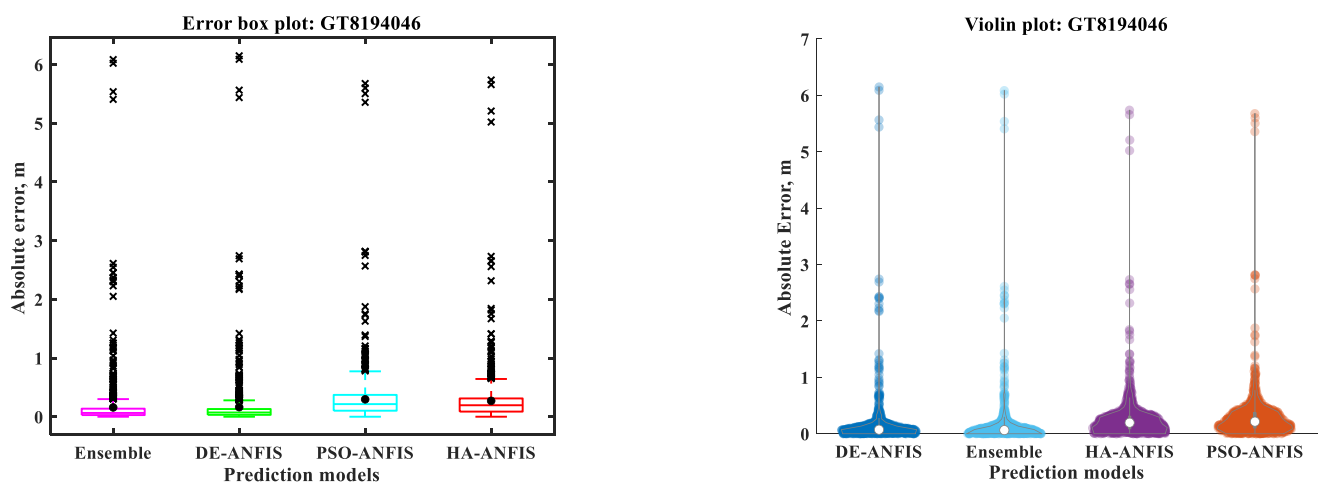 Error box plot: GT8194046
6
5
4
3
2
1
0
Absolute error, m
Ensemble DE-ANFIS PSO-ANFIS HA-ANFIS
Prediction models
Violin plot: GT8194046
7
6
5
4
3
2
1
0
Absolute Error, m
DE-ANFIS Ensemble HA-ANFIS PSO-ANFIS
Prediction models